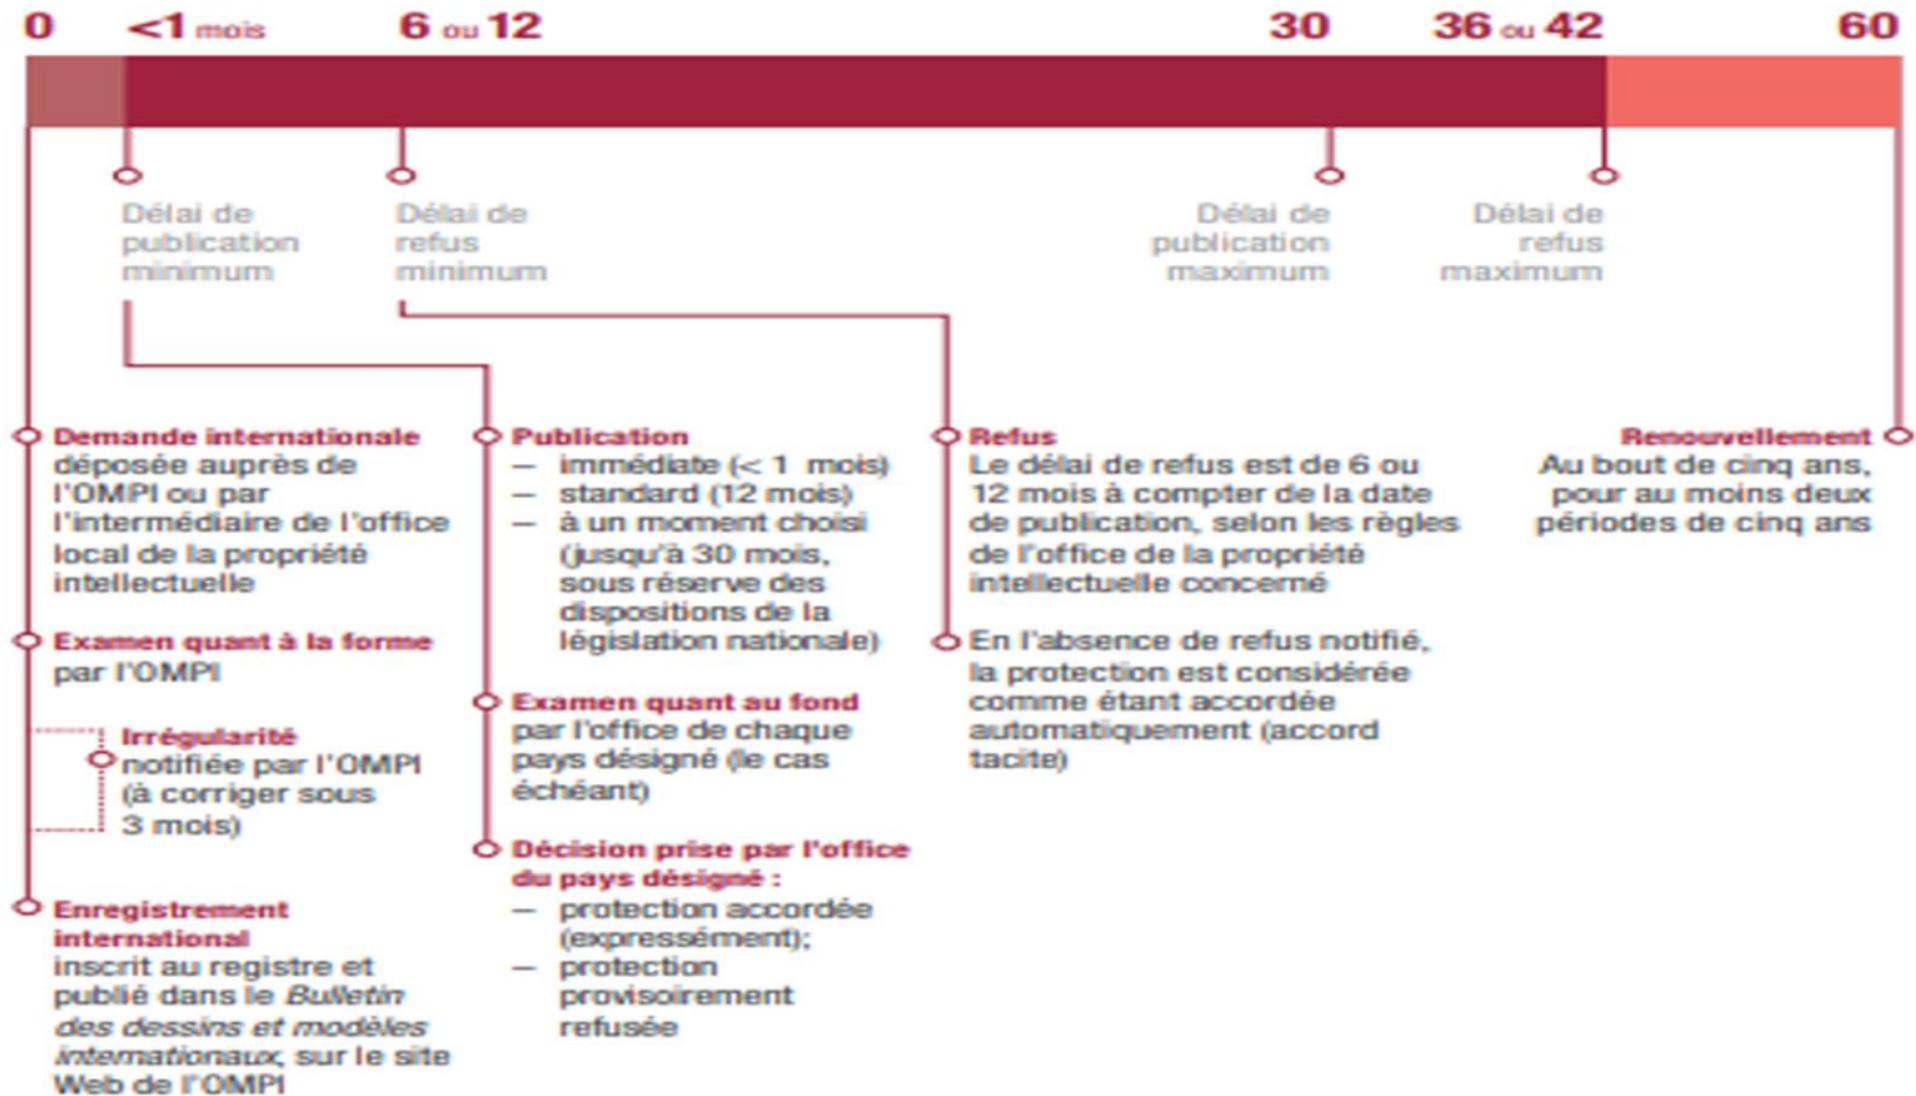 0
<1 mois
6 ou 12
30
36 ou 42
60
Délai de
publication
minimum
Délai de
refus
minimum
Délai de
publication
maximum
Délai de
refus
maximum
Demande internationale
déposée auprès de
l'OMPI ou par
l'intermédiaire de l'office
local de la propriété
intellectuelle
Examen quant à la forme
par l'OMPI
Irrégularité
notifiée par l'OMPI
(à corriger sous
3 mois)
Enregistrement
international
inscrit au registre et
publié dans le Bulletin
des dessins et modèles
internationaux, sur le site
Web de l'OMPI
Publication
— immédiate (< 1 mois)
— standard (12 mois)
— à un moment choisi
(jusqu'à 30 mois,
sous réserve des
dispositions de la
législation nationale)
Examen quant au fond
par l'office de chaque
pays désigné (le cas
échéant)
Décision prise par l'office
du pays désigné :
— protection accordée
(expressément);
— protection
provisoirement
refusée
Refus
Le délai de refus est de 6 ou
12 mois à compter de la date
de publication, selon les règles
de l'office de la propriété
intellectuelle concerné
En l'absence de refus notifié,
la protection est considérée
comme étant accordée
automatiquement (accord
tacite)
Renouvellement
Au bout de cinq ans,
pour au moins deux
périodes de cinq ans